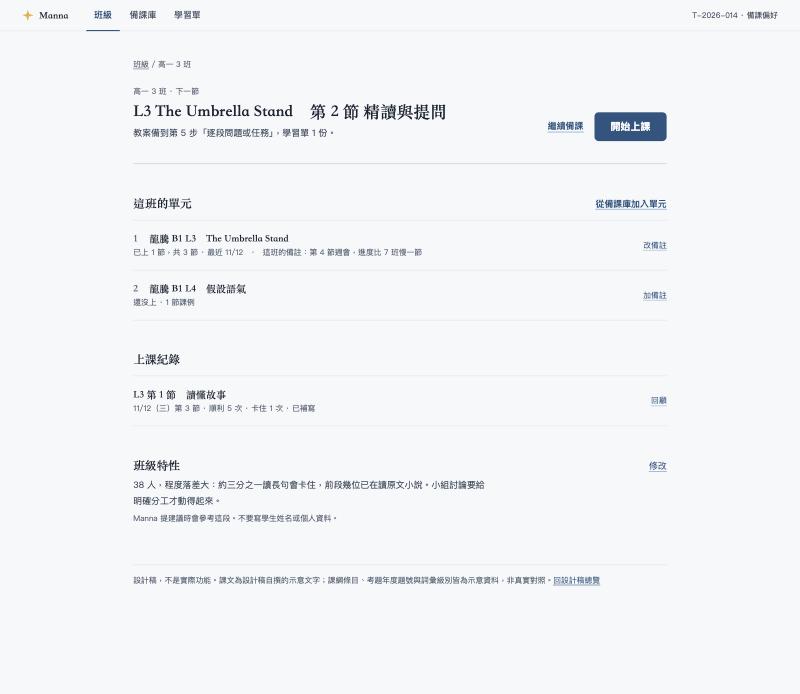 Manna 班級 備課庫 學習單 T-2026-014 · 備課偏好
班級 / 高一 3 班
高一 3 班 · 下一節
L3 The Umbrella Stand 第 2 節 精讀與提問
教案備到第 5 步「逐段問題或任務」，學習單 1 份。
繼續備課 開始上課
這班的單元 從備課庫加入單元
1 龍騰 B1 L3 The Umbrella Stand
已上 1 節，共 3 節 · 最近 11/12 · 這班的備註：第 4 節週會，進度比 7 班慢一節
改備註
2 龍騰 B1 L4 假設語氣
還沒上 · 1 節課例
加備註
上課紀錄
L3 第 1 節 讀懂故事
11/12（三）第 3 節 · 順利 5 次 · 卡住 1 次 · 已補寫
回顧
班級特性 修改
38 人，程度落差大：約三分之一讀長句會卡住，前段幾位已在讀原文小說。小組討論要給
明確分工才動得起來。
Manna 提建議時會參考這段。不要寫學生姓名或個人資料。
設計稿，不是實際功能。課文為設計稿自撰的示意文字；課綱條目、考題年度題號與詞彙級別皆為示意資料，非真實對照。回設計稿總覽